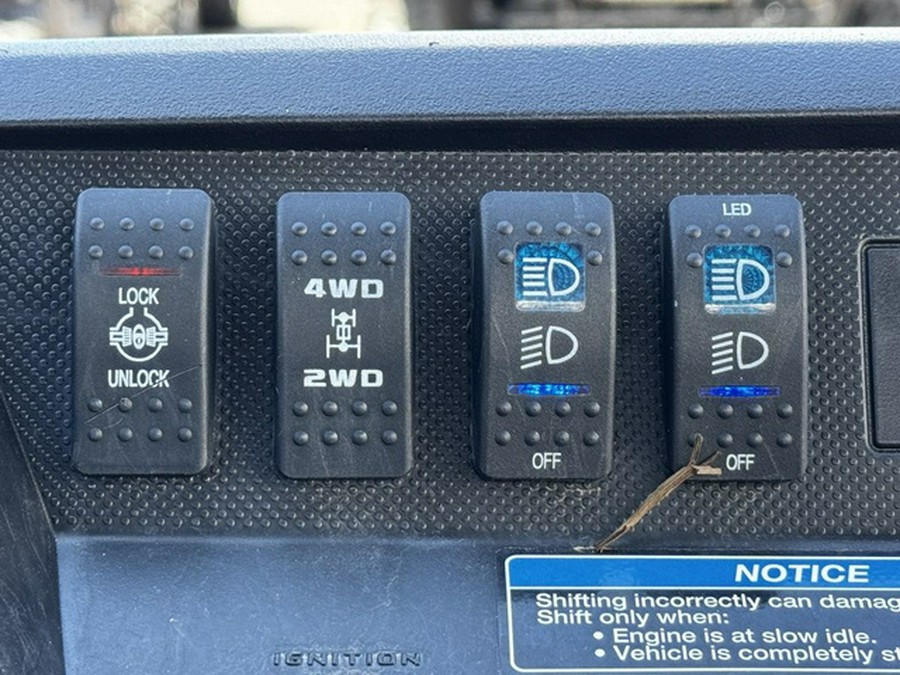 LOCK
UNLOCK
4WD
2WD
OFF
LED
OFF
NOTICE
Shifting incorrectly can damag
Shift only when:
• Engine is at slow idle.
• Vehicle is completely st
IGNITION